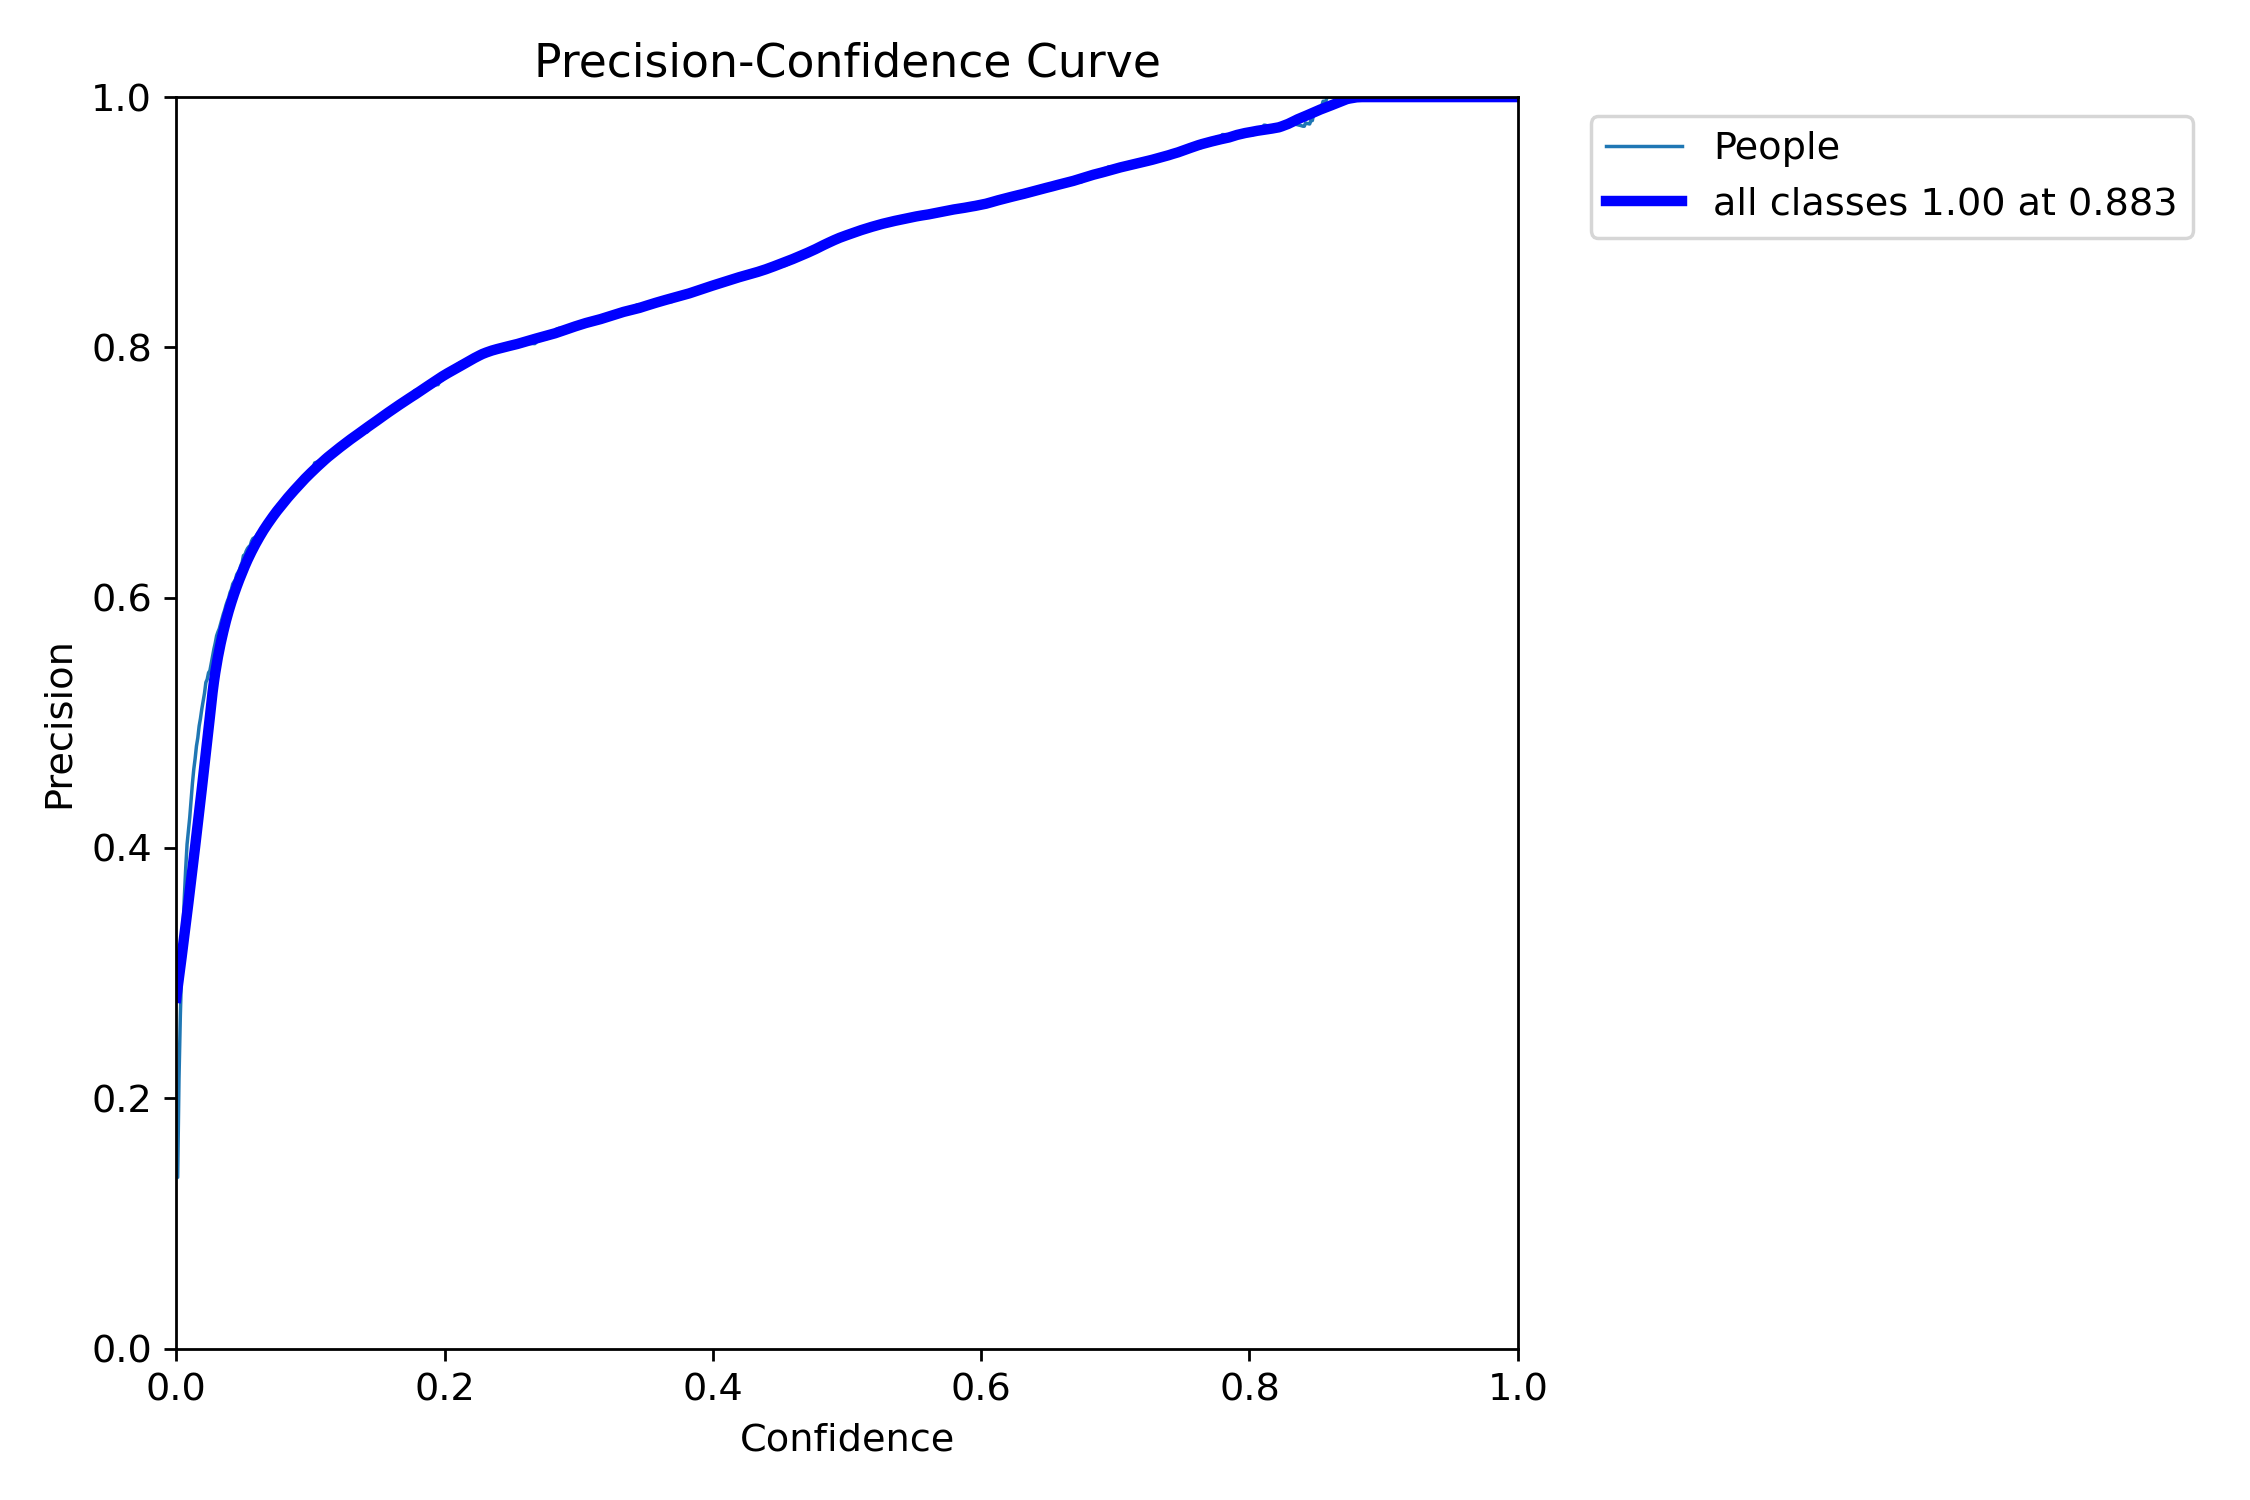 Precision-Confidence Curve
1.0
0.8
0.6
0.4
0.2
0.0
Precision
0.0 0.2 0.4 0.6 0.8 1.0
Confidence
People
all classes 1.00 at 0.883